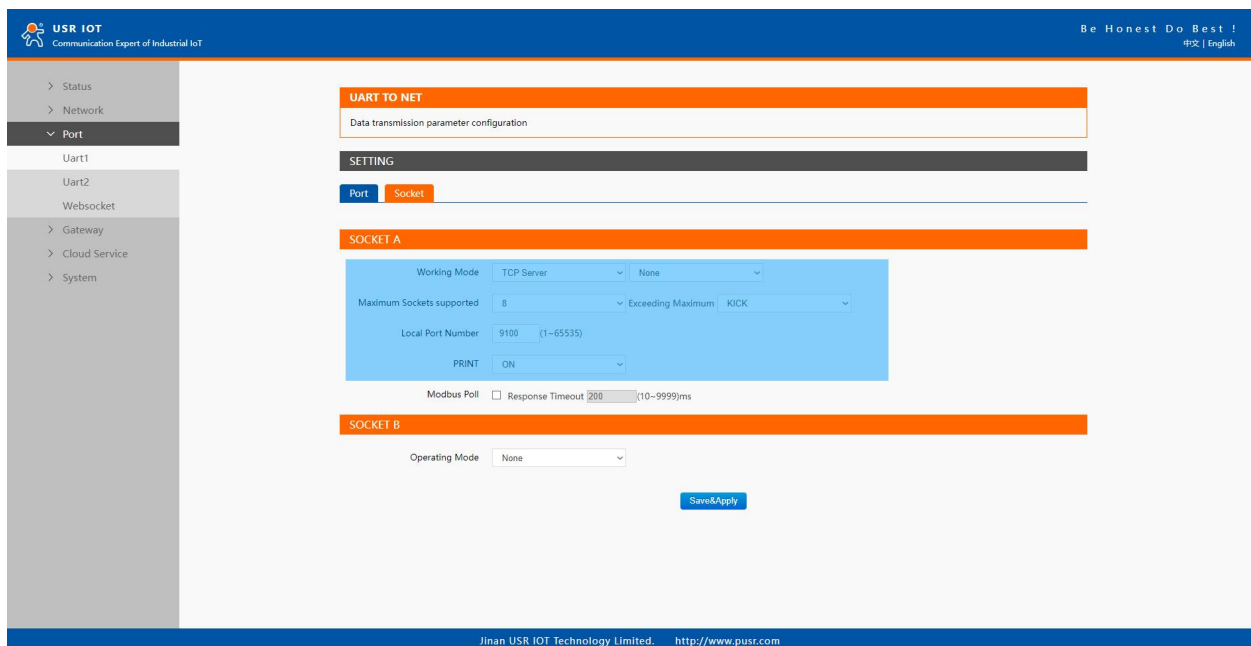 USR IOT
Communication Expert of Industrial IoT
Be Honest Do Best !
中文 | English
Status
Network
Port
Uart1
Uart2
Websocket
Gateway
Cloud Service
System
UART TO NET
Data transmission parameter configuration
SETTING
Port Socket
SOCKET A
Working Mode TCP Server None
Maximum Sockets supported 8 Exceeding Maximum KICK
Local Port Number 9100 (1~65535)
PRINT ON
Modbus Poll Response Timeout 200 (10~9999)ms
SOCKET B
Operating Mode None
Save&Apply
Jinan USR IOT Technology Limited. http://www.pusr.com